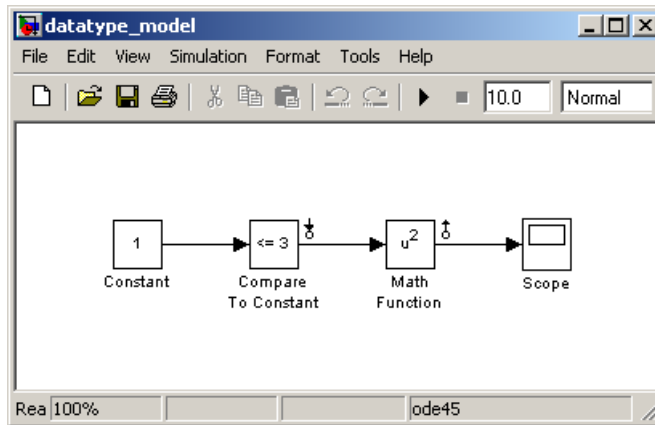 datatype_model
File Edit View Simulation Format Tools Help
10.0 Normal
1
<= 3
u²
Constant
Compare
To Constant
Math
Function
Scope
Rea 100% ode45